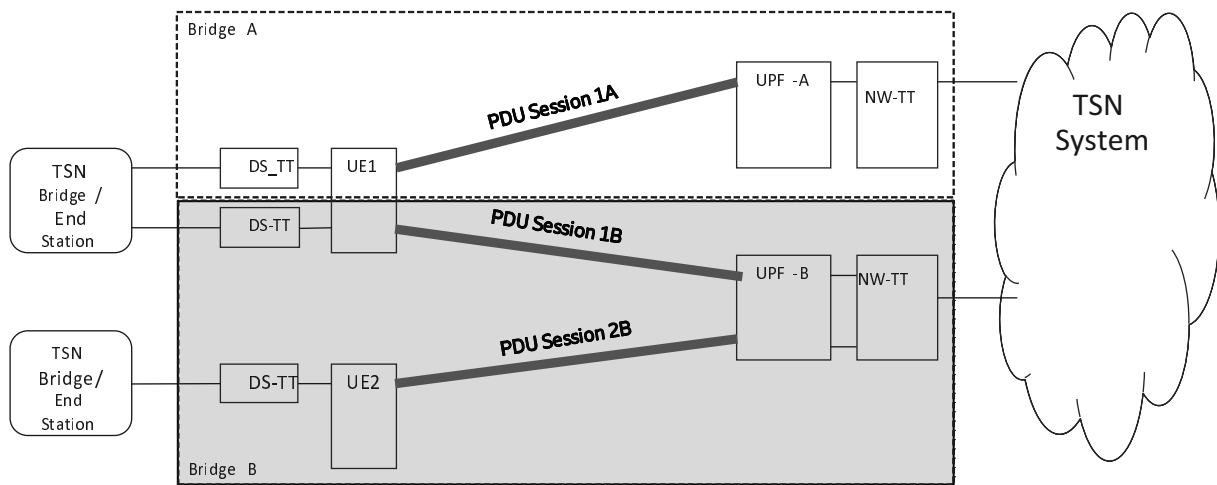 Bridge A
PDU Session 1A
UPF -A
NW-TT
TSN
System
TSN
Bridge /
End
Station
DS_TT
UE1
DS-TT
PDU Session 1B
UPF -B
NW-TT
TSN
Bridge/
End
Station
DS-TT
UE2
PDU Session 2B
Bridge B